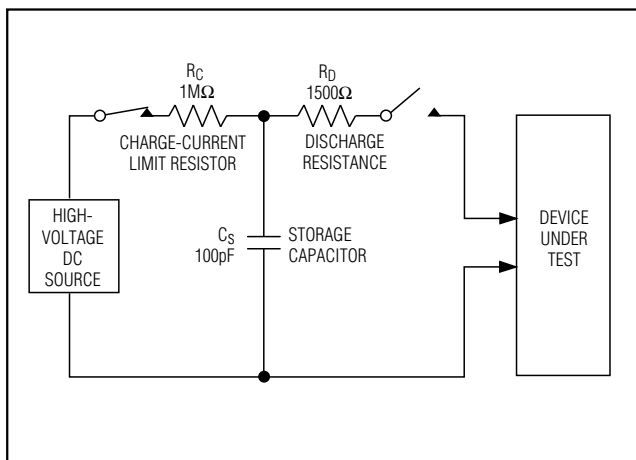 R_C
1MΩ
CHARGE-CURRENT
LIMIT RESISTOR
R_D
1500Ω
DISCHARGE
RESISTANCE
HIGH-
VOLTAGE
DC
SOURCE
C_S
100pF
STORAGE
CAPACITOR
DEVICE
UNDER
TEST